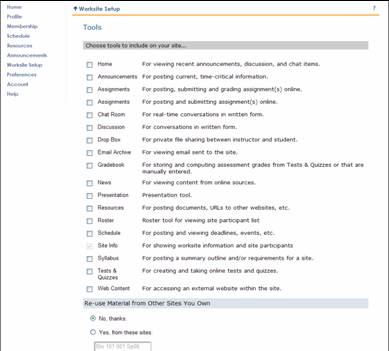 Home
Profile
Membership
Schedule
Resources
Announcements
Worksite Setup
Preferences
Account
Help
Worksite Setup ?
Tools
Choose tools to include on your site...
Home For viewing recent announcements, discussion, and chat items.
Announcements For posting current, time-critical information.
Assignments For posting, submitting and grading assignment(s) online.
Assignments For posting and submitting assignment(s) online.
Chat Room For real-time conversations in written form.
Discussion For conversations in written form.
Drop Box For private file sharing between instructor and student.
Email Archive For viewing email sent to the site.
Gradebook For storing and computing assessment grades from Tests & Quizzes or that are
manually entered.
News For viewing content from online sources.
Presentation Presentation tool.
Resources For posting documents, URLs to other websites, etc.
Roster Roster tool for viewing site participant list
Schedule For posting and viewing deadlines, events, etc.
Site Info For showing worksite information and site participants
Syllabus For posting a summary outline and/or requirements for a site.
Tests & For creating and taking online tests and quizzes.
Quizzes
Web Content For accessing an external website within the site.
Re-use Material from Other Sites You Own
No, thanks.
Yes, from these sites:
Bio 101 001 Sp06